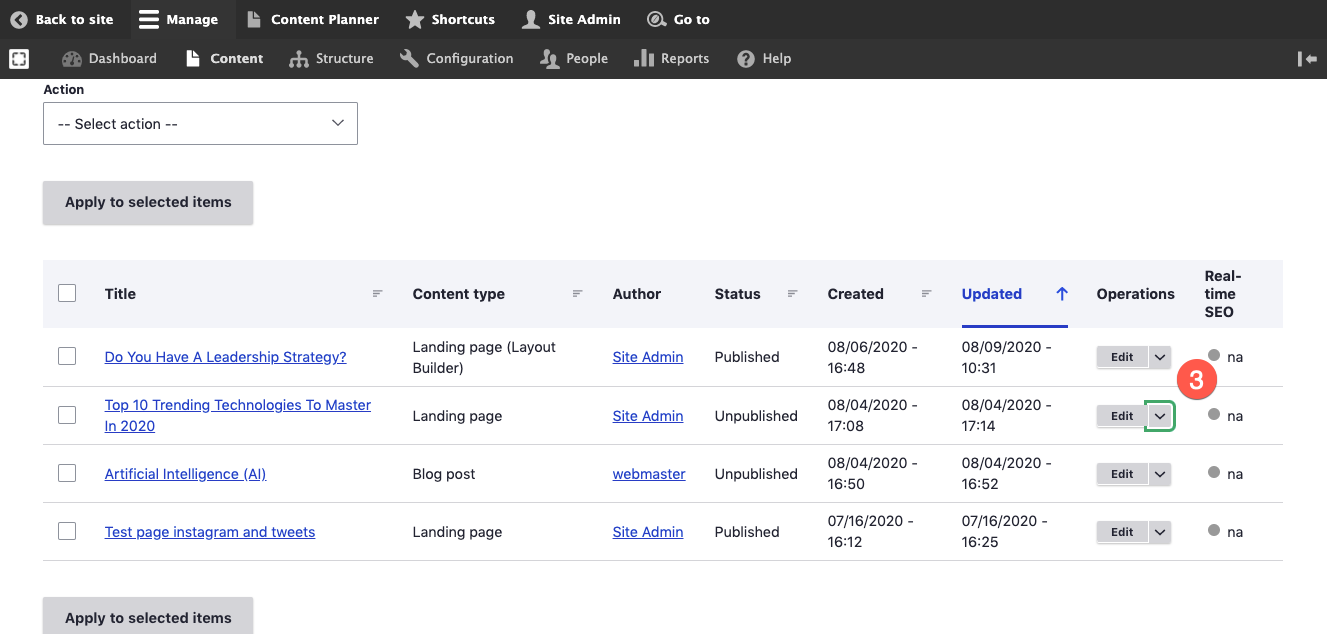 Back to site Manage Content Planner Shortcuts Site Admin Go to
Dashboard Content Structure Configuration People Reports Help
Action
-- Select action --
Apply to selected items
Title Content type Author Status Created Updated Operations Real-
time
SEO
Do You Have A Leadership Strategy? Landing page (Layout
Builder) Site Admin Published 08/06/2020 -
16:48 08/09/2020 -
10:31 Edit na
3
Top 10 Trending Technologies To Master
In 2020 Landing page Site Admin Unpublished 08/04/2020 -
17:08 08/04/2020 -
17:14 Edit na
Artificial Intelligence (AI) Blog post webmaster Unpublished 08/04/2020 -
16:50 08/04/2020 -
16:52 Edit na
Test page instagram and tweets Landing page Site Admin Published 07/16/2020 -
16:12 07/16/2020 -
16:25 Edit na
Apply to selected items